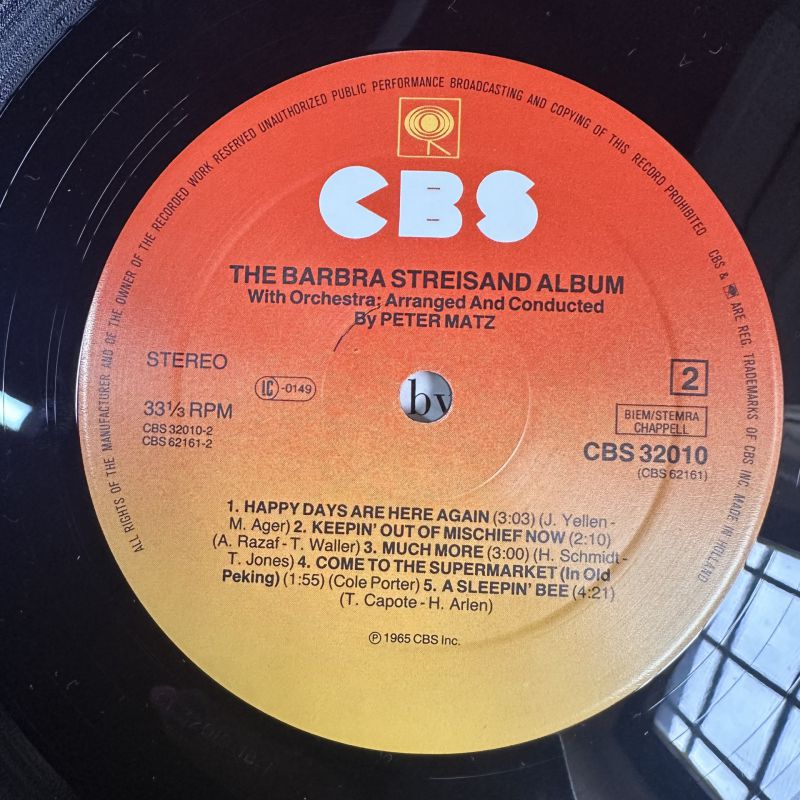 ALL RIGHTS OF THE MANUFACTURER AND OF THE OWNER OF THE RECORDED WORK RESERVED UNAUTHORIZED PUBLIC PERFORMANCE BROADCASTING AND COPYING OF THIS RECORD PROHIBITED
CBS & ARE REG. TRADEMARKS OF CBS INC. MADE IN HOLLAND
CBS
THE BARBRA STREISAND ALBUM
With Orchestra; Arranged And Conducted
By PETER MATZ
STEREO
LC -0149
2
33 1/3 RPM
CBS 32010-2
CBS 62161-2
by
BIEM/STEMRA
CHAPPELL
CBS 32010
(CBS 62161)
1. HAPPY DAYS ARE HERE AGAIN (3:03) (J. Yellen -
M. Ager) 2. KEEPIN' OUT OF MISCHIEF NOW (2:10)
(A. Razaf - T. Waller) 3. MUCH MORE (3:00) (H. Schmidt -
T. Jones) 4. COME TO THE SUPERMARKET (In Old
Peking) (1:55) (Cole Porter) 5. A SLEEPIN' BEE (4:21)
(T. Capote - H. Arlen)
℗ 1965 CBS Inc.